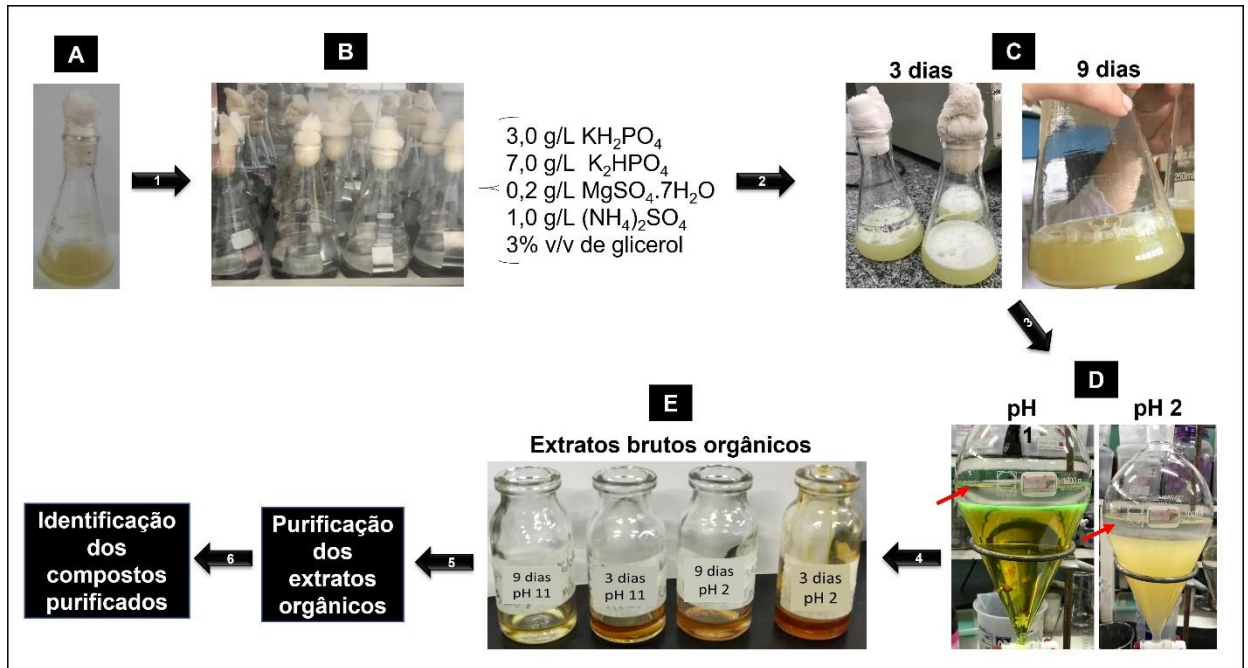 A
B
C
3 dias
9 dias
1
3,0 g/L KH₂PO₄
7,0 g/L K₂HPO₄
0,2 g/L MgSO₄.7H₂O
1,0 g/L (NH₄)₂SO₄
3% v/v de glicerol
2
250ml
3
D
pH
11
pH 2
E
Extratos brutos orgânicos
9 dias
pH 11
3 dias
pH 11
9 dias
pH 2
3 dias
pH 2
4
5
Purificação
dos
extratos
orgânicos
6
Identificação
dos
compostos
purificados